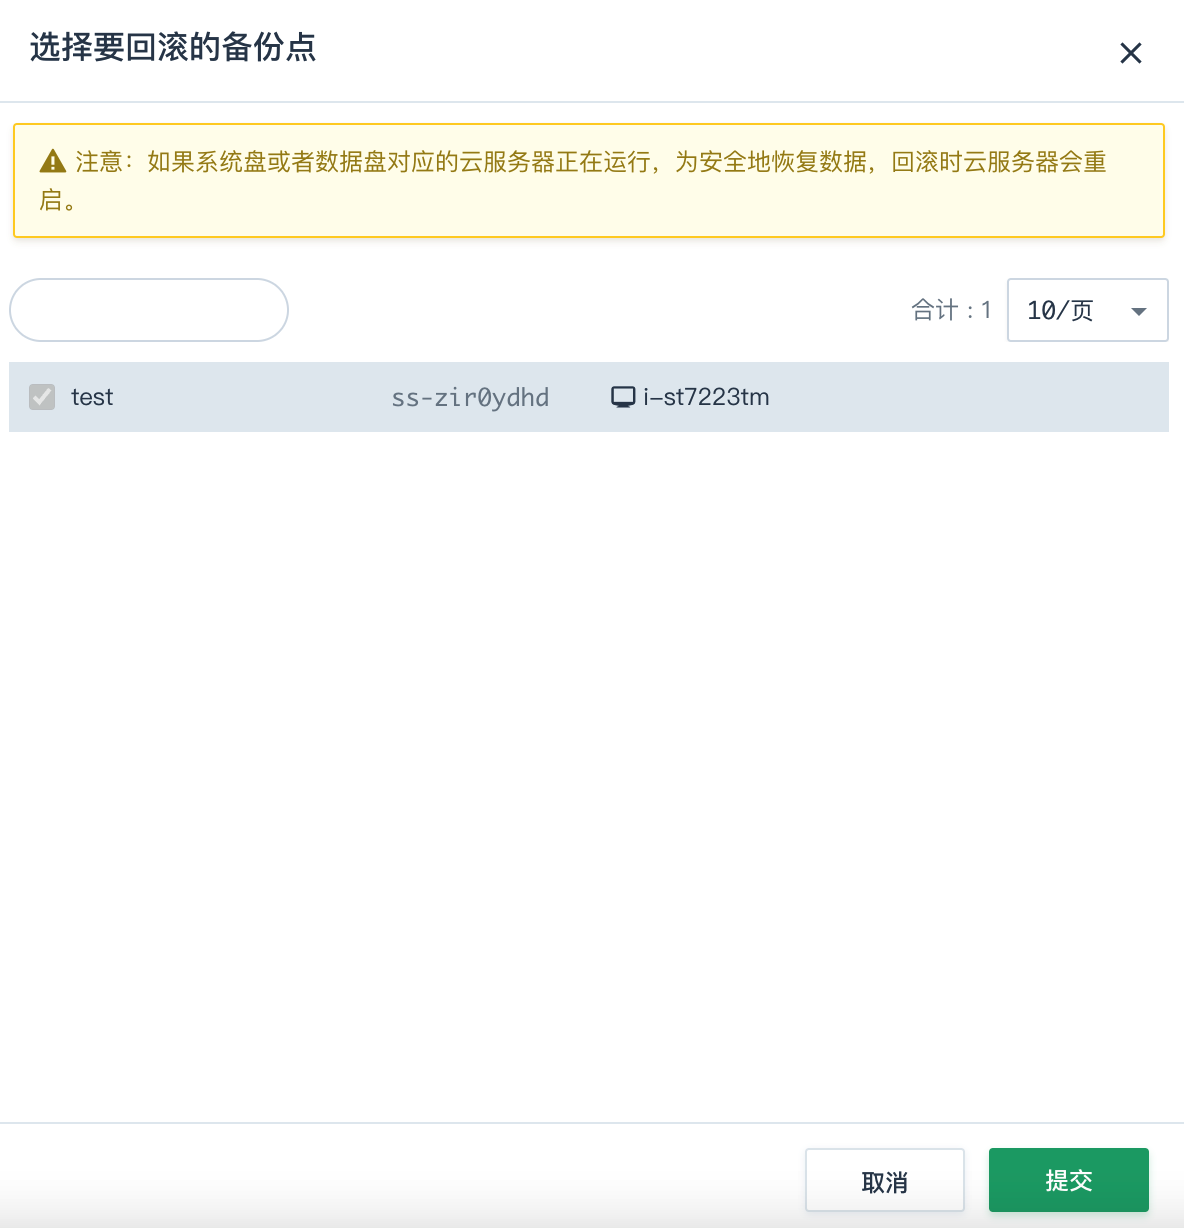 选择要回滚的备份点
注意：如果系统盘或者数据盘对应的云服务器正在运行，为安全地恢复数据，回滚时云服务器会重
启。
合计 : 1
10/页
test ss-zir0ydhd i-st7223tm
取消 提交